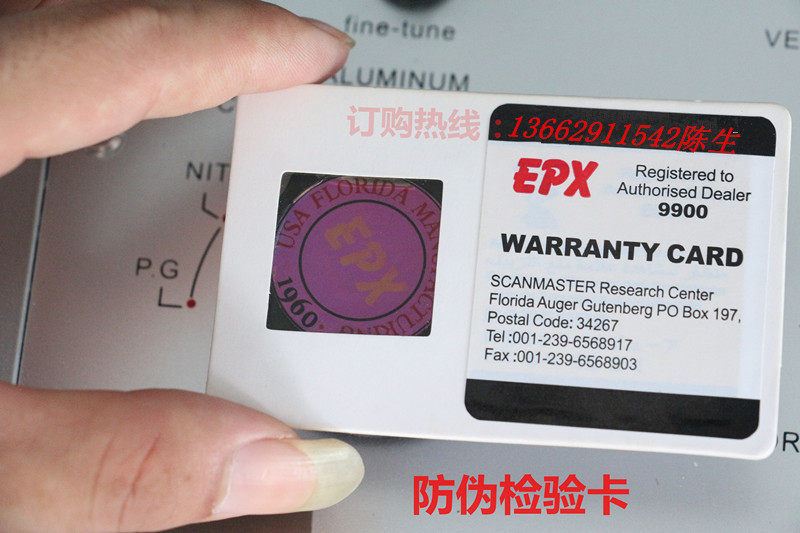 fine-tune
VE
ALUMINUM
订购热线:13662911542陈生
EPX
Registered to
Authorised Dealer
9900
WARRANTY CARD
SCANMASTER Research Center
Florida Auger Gutenberg PO Box 197,
Postal Code: 34267
Tel :001-239-6568917
Fax :001-239-6568903
USA FLORIDA MANUFACTURING
EPX
1960
NIT
P.G
OR
防伪检验卡